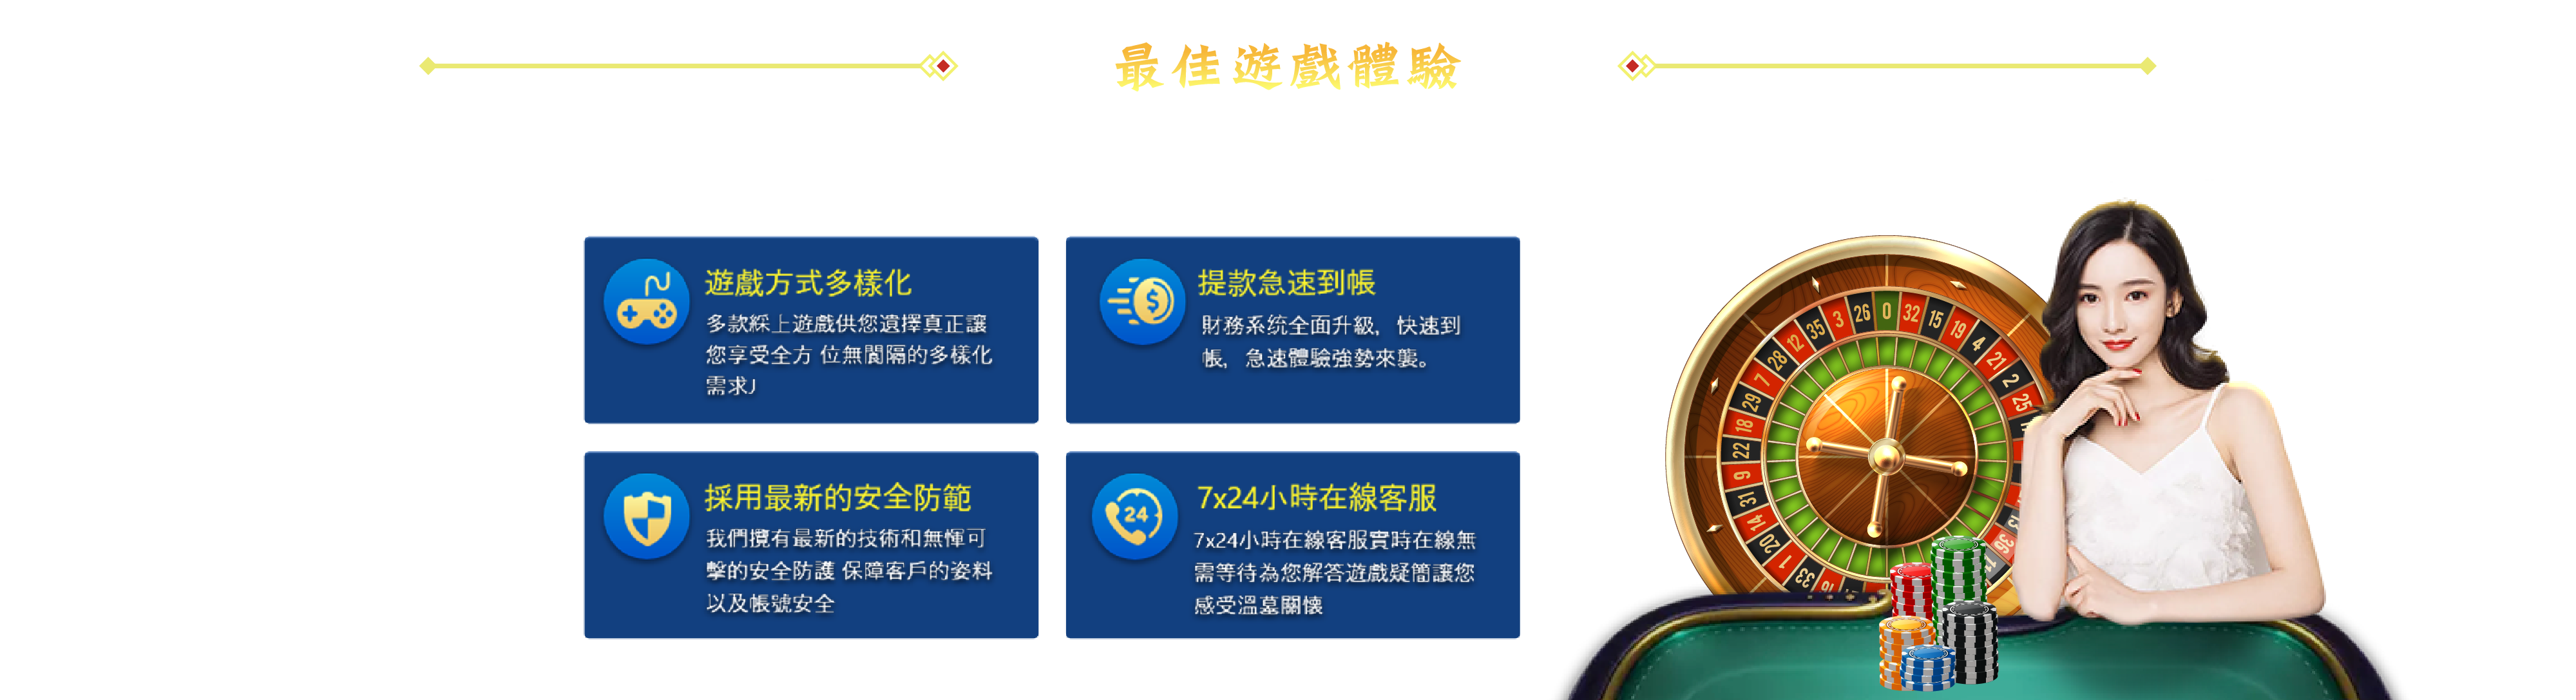 最佳遊戲體驗
遊戲方式多樣化
多款綵上遊戲供您選擇真正讓
您享受全方 位無間隔的多樣化
需求!
提款急速到帳
財務系统全面升級，快速到
帳，急速體驗強勢來襲。
採用最新的安全防範
我們攬有最新的技術和無懈可
擊的安全防護 保障客戶的姿料
以及帳號安全
7x24小時在線客服
7x24小時在線客服實時在線無
需等待為您解答遊戲疑簡讓您
感受溫墓關懷
24
0 32 15 19 4 21 2 25
26 3 35 12 28 7 29 18 22 9 31 14 20 1 33